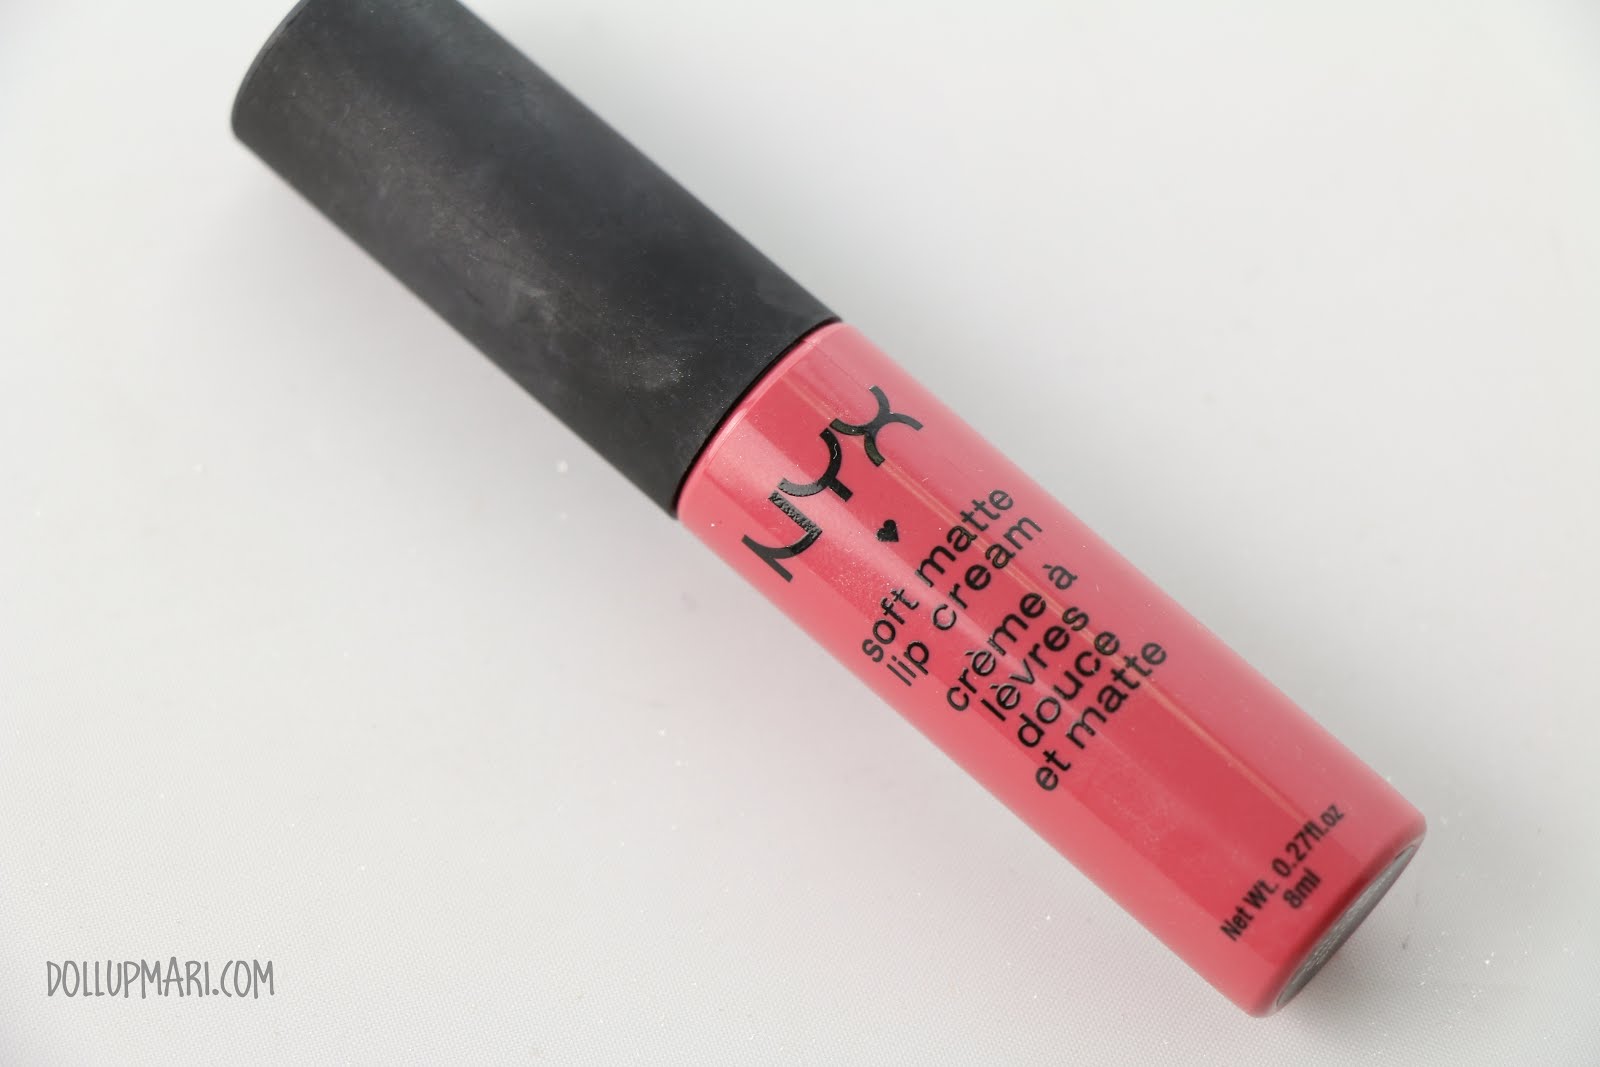 NYX
soft matte
lip cream
crème à
lèvres
douce
et matte
Net Wt. 0.27fl.oz
8ml
DOLLUPMARI.COM